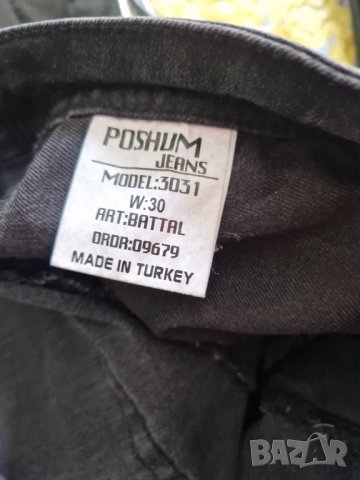 POSHUM
JEANS
MODEL:3031
W:30
ART:BATTAL
ORDR:09679
MADE IN TURKEY
BAZAR